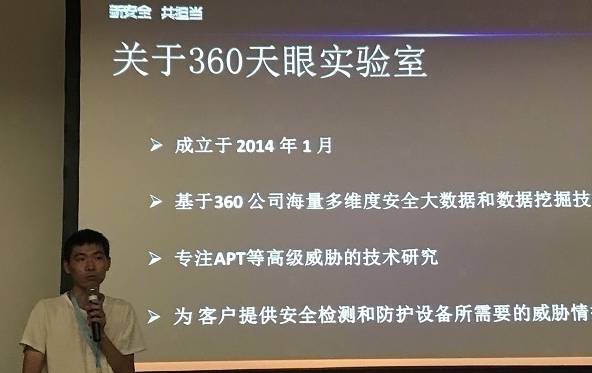 新安全 共担当
关于360天眼实验室
➢ 成立于 2014 年 1 月
➢ 基于360 公司海量多维度安全大数据和数据挖掘技
➢ 专注APT等高级威胁的技术研究
➢ 为 客户提供安全检测和防护设备所需要的威胁情